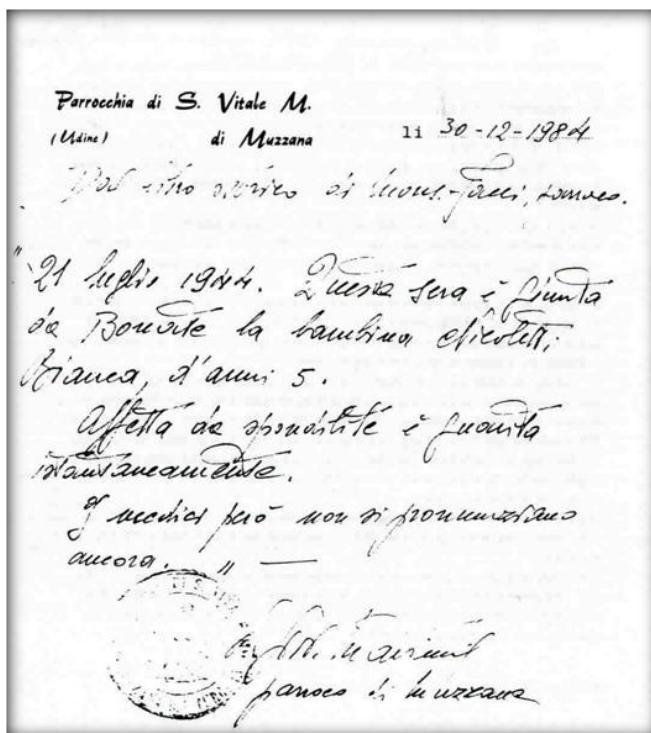 Parrocchia di S. Vitale M.
(Udine) di Muzzana
li 30-12-1984
Dal libro storico di Mons. parroco.
"21 luglio 1944. Questa sera è giunta
da Bonate la bambina Nicoletti
Bianca, d'anni 5.
Affetta da spondilite è guarita
istantaneamente.
I medici però non si pronunziano
ancora. " —
parroco di Muzzana